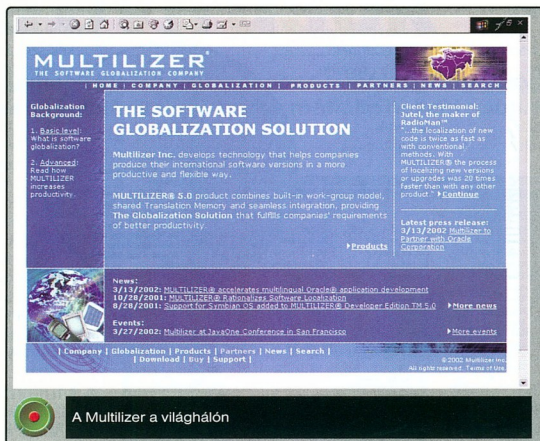 MULTILIZER®
THE SOFTWARE GLOBALIZATION COMPANY
| HOME | COMPANY | GLOBALIZATION | PRODUCTS | PARTNERS | NEWS | SEARCH
Globalization
Background:
1. Basic level:
What is software
globalization?
2. Advanced:
Read how
MULTILIZER
increases
productivity.
THE SOFTWARE
GLOBALIZATION SOLUTION
Multilizer Inc. develops technology that helps companies
produce their international software versions in a more
productive and flexible way.
MULTILIZER® 5.0 product combines built-in work-group model,
shared Translation Memory and seamless integration, providing
The Globalization Solution that fulfills companies' requirements
of better productivity.
Products
Client Testimonial:
Jutel, the maker of
RadioMan™
"...the localization of new
code is twice as fast as
with conventional
methods. With
MULTILIZER® the process
of localizing new versions
or upgrades was 20 times
faster than with any other
product." Continue
Latest press release:
3/13/2002 Multilizer to
Partner with Oracle
Corporation
News:
3/13/2002: MULTILIZER® accelerates multilingual Oracle® application development
10/28/2001: MULTILIZER® Rationalizes Software Localization
8/28/2001: Support for Symbian OS added to MULTILIZER® Developer Edition TM 5.0
More news
Events:
3/27/2002: Multilizer at JavaOne Conference in San Francisco
More events
| Company | Globalization | Products | Partners | News | Search |
| Download | Buy | Support |
© 2002 Multilizer Inc.
All rights reserved. Terms of Use.
A Multilizer a világhálón